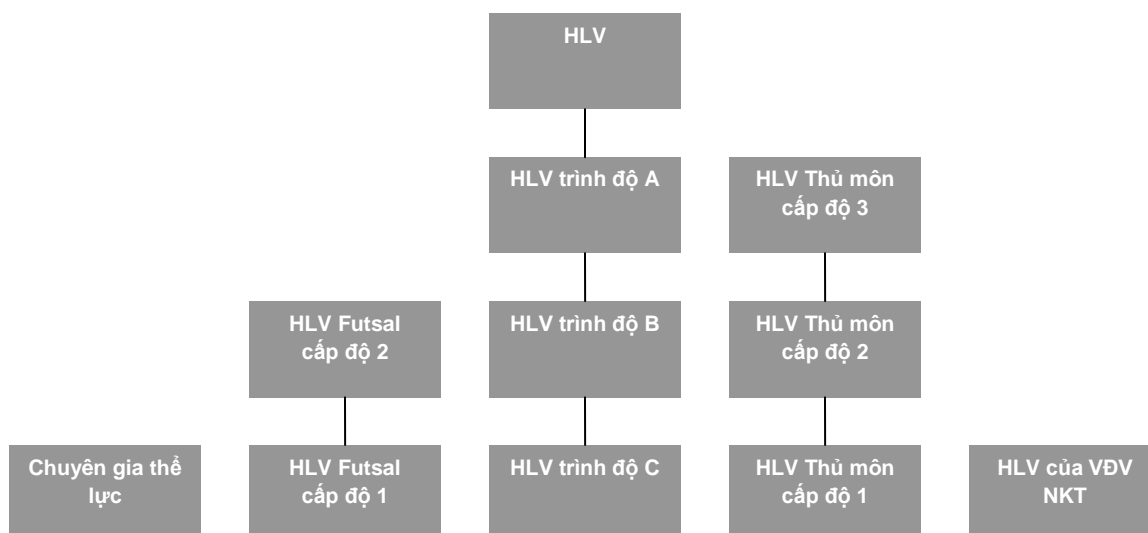 HLV
HLV trình độ A
HLV Thủ môn
cấp độ 3
HLV Futsal
cấp độ 2
HLV trình độ B
HLV Thủ môn
cấp độ 2
Chuyên gia thể
lực
HLV Futsal
cấp độ 1
HLV trình độ C
HLV Thủ môn
cấp độ 1
HLV của VĐV
NKT